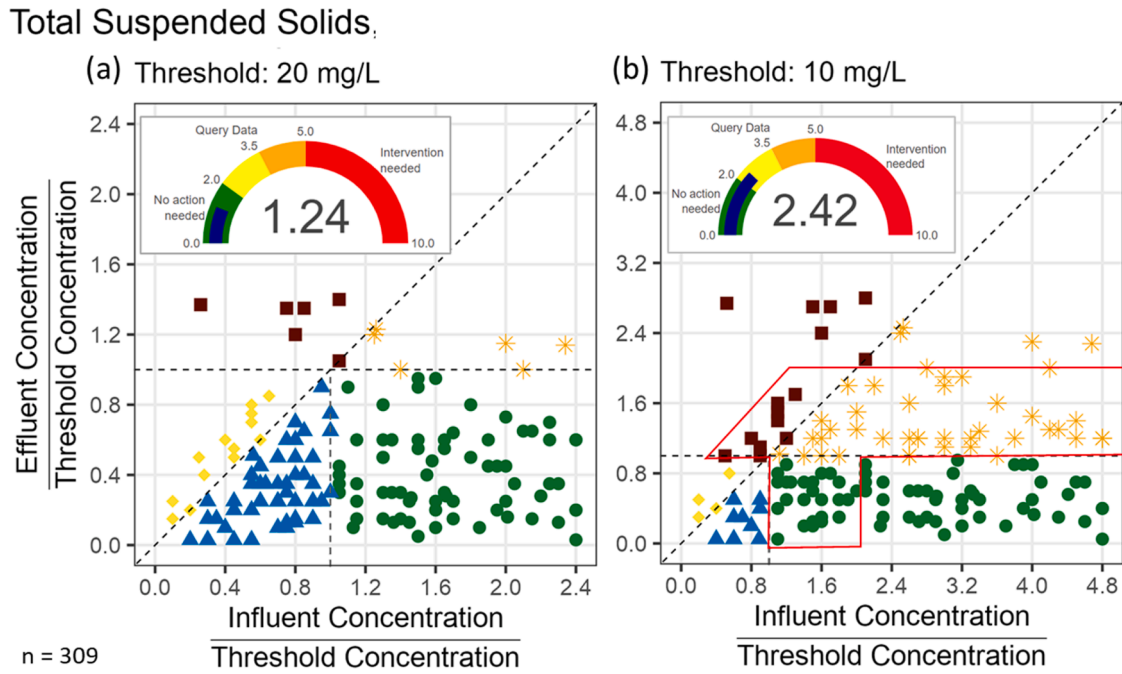 Total Suspended Solids,
(a) Threshold: 20 mg/L
(b) Threshold: 10 mg/L
Effluent Concentration
Threshold Concentration
2.4
2.0
1.6
1.2
0.8
0.4
0.0
Query Data
5.0
3.5
2.0
No action
needed
Intervention
needed
1.24
0.0
10.0
0.0 0.4 0.8 1.2 1.6 2.0 2.4
Influent Concentration
Threshold Concentration
4.8
4.0
3.2
2.4
1.6
0.8
0.0
Query Data
5.0
3.5
2.0
No action
needed
Intervention
needed
2.42
0.0
10.0
0.0 0.8 1.6 2.4 3.2 4.0 4.8
Influent Concentration
Threshold Concentration
n = 309